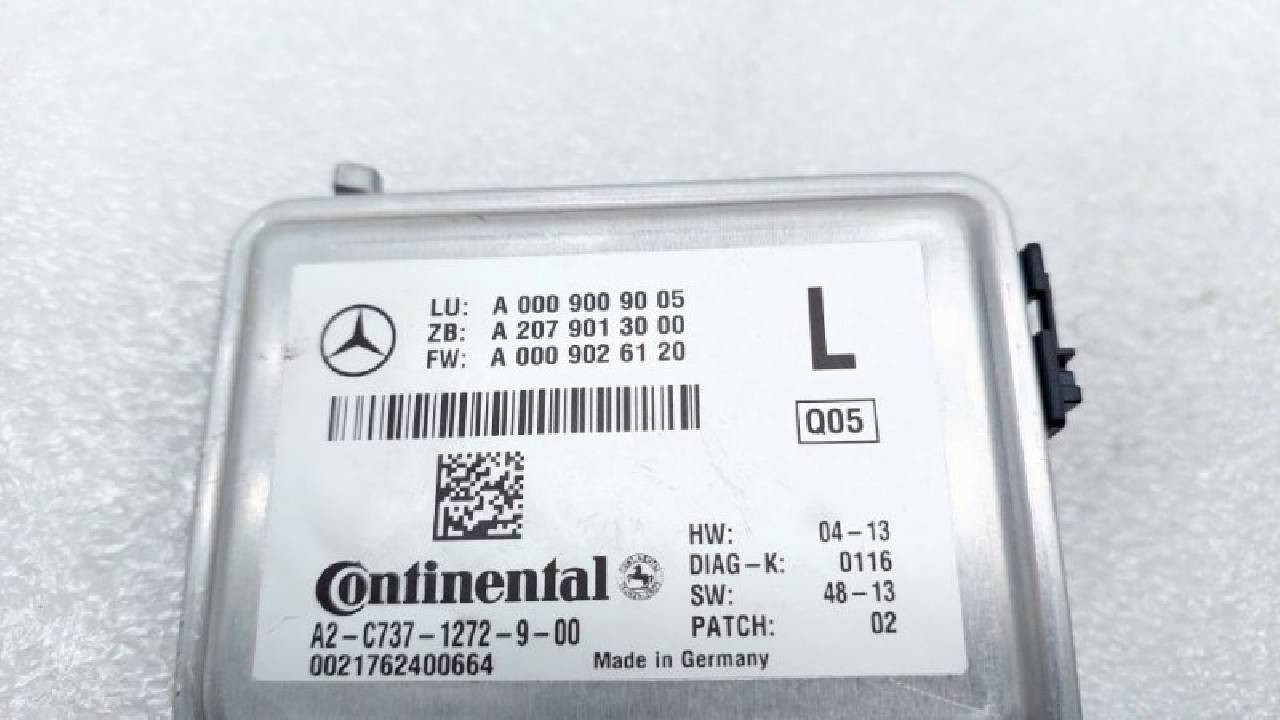 LU: A 000 900 90 05
ZB: A 207 901 30 00
FW: A 000 902 61 20
L
Q05
HW: 04-13
DIAG-K: 0116
SW: 48-13
PATCH: 02
Continental
A2-C737-1272-9-00
0021762400664
Made in Germany